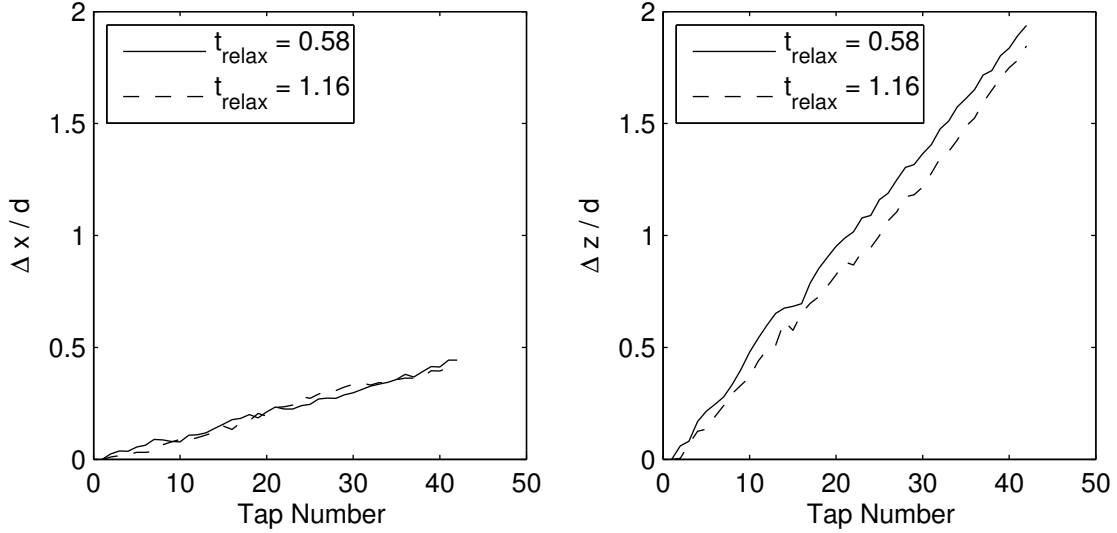 2
1.5
1
0.5
0
0 10 20 30 40 50
Tap Number
Δ x / d
t_relax = 0.58
t_relax = 1.16
2
1.5
1
0.5
0
0 10 20 30 40 50
Tap Number
Δ z / d
t_relax = 0.58
t_relax = 1.16